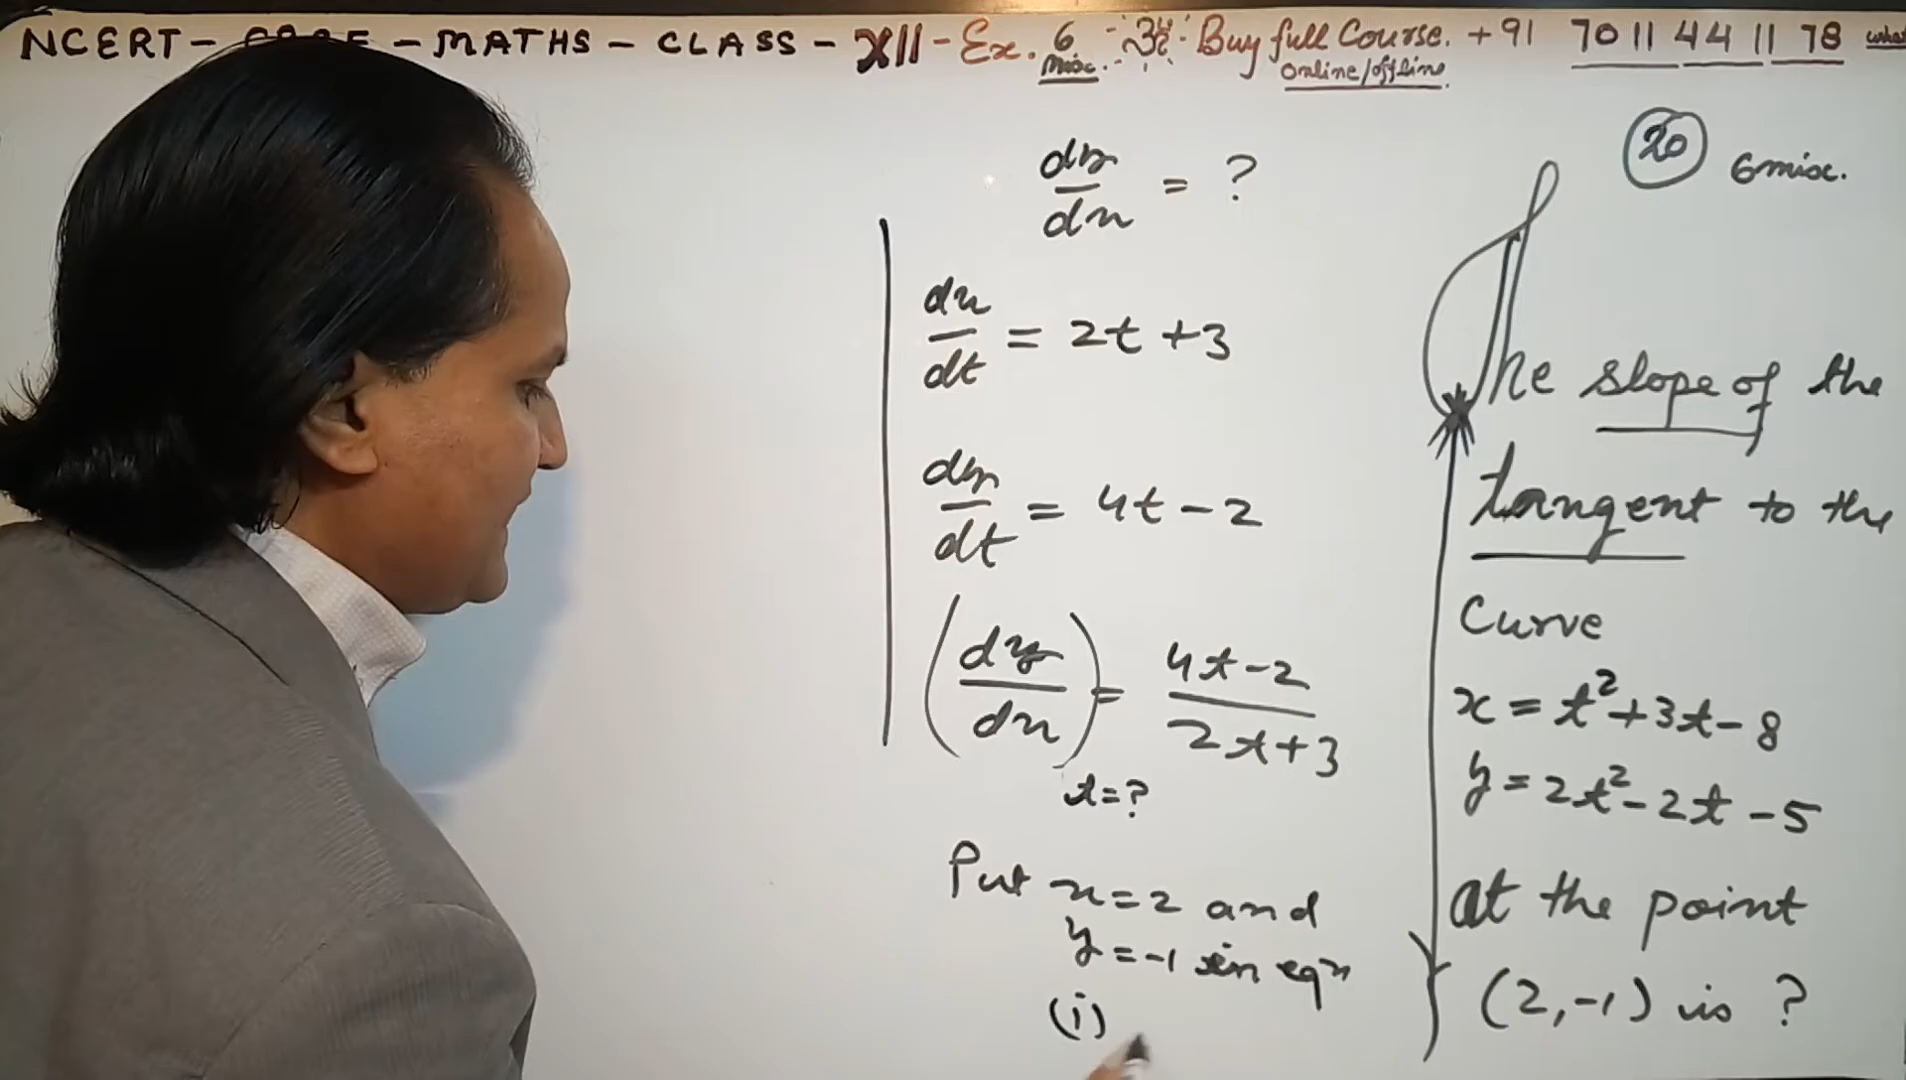 NCERT - CBSE - MATHS - CLASS - XII - Ex. 6 Misc. Buy full Course. +91 70 11 44 11 78
online/offline
20 6 misc.
dy/dx = ?
dx/dt = 2t + 3
dy/dt = 4t - 2
(dy/dx) = 4t-2 / 2t+3
t=?
Put x = 2 and
y = -1 in eqn
(i)
The slope of the
tangent to the
Curve
x = t²+3t-8
y = 2t²-2t-5
at the point
(2,-1) is ?